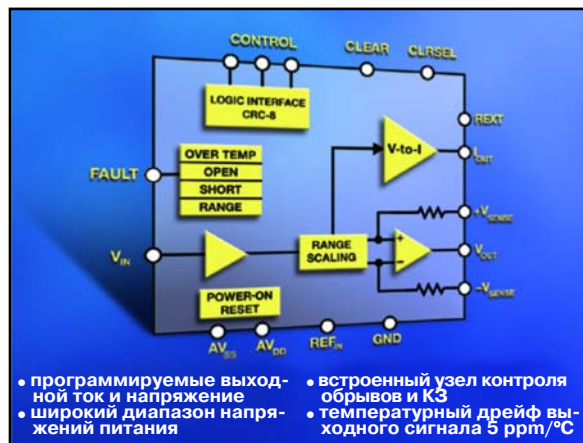 CONTROL
CLEAR
CLRSEL
LOGIC INTERFACE
CRC-8
REXT
V-to-I
IOUT
OVER TEMP
FAULT
OPEN
SHORT
RANGE
+VSENSE
VIN
RANGE
SCALING
+
−
VOUT
−VSENSE
POWER-ON
RESET
AVSS
AVDD
REFIN
GND
• программируемые выход-
ной ток и напряжение
• широкий диапазон напря-
жений питания
• встроенный узел контроля
обрывов и КЗ
• температурный дрейф вы-
ходного сигнала 5 ppm/°C